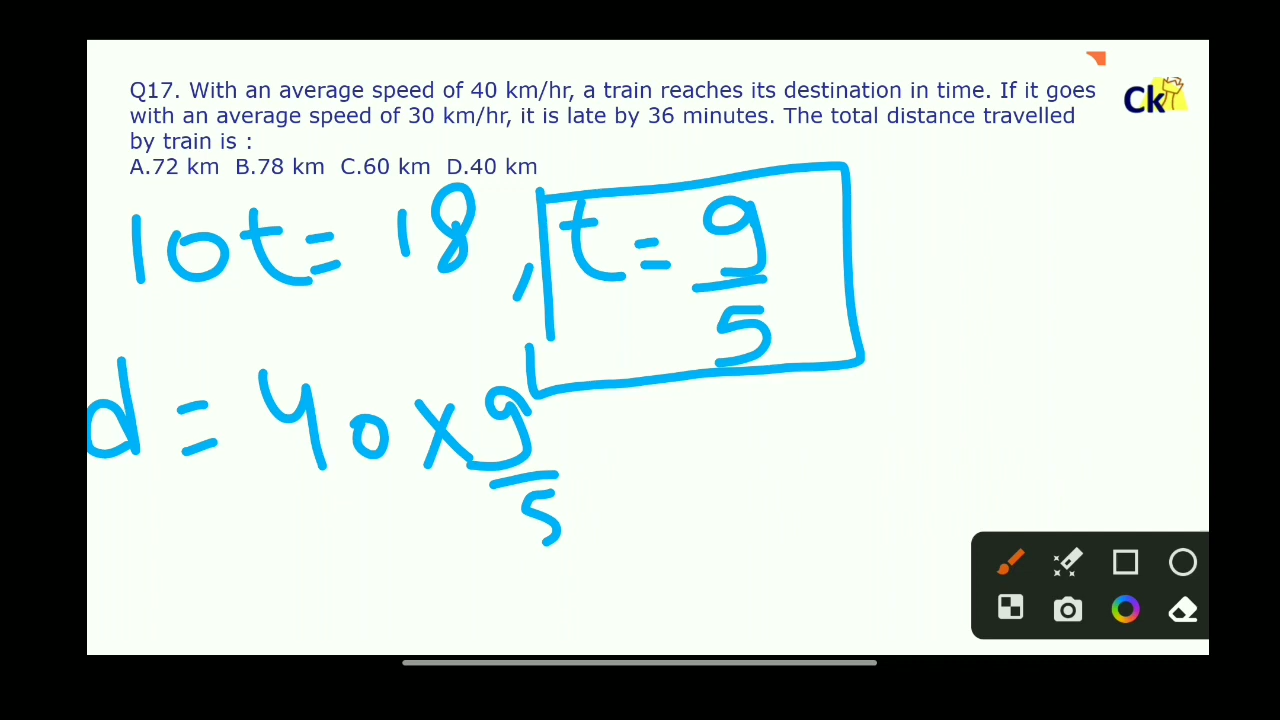 Q17. With an average speed of 40 km/hr, a train reaches its destination in time. If it goes
with an average speed of 30 km/hr, it is late by 36 minutes. The total distance travelled
by train is :
A.72 km B.78 km C.60 km D.40 km
Ck
10t = 18, t = 9/5
d = 40 x 9/5